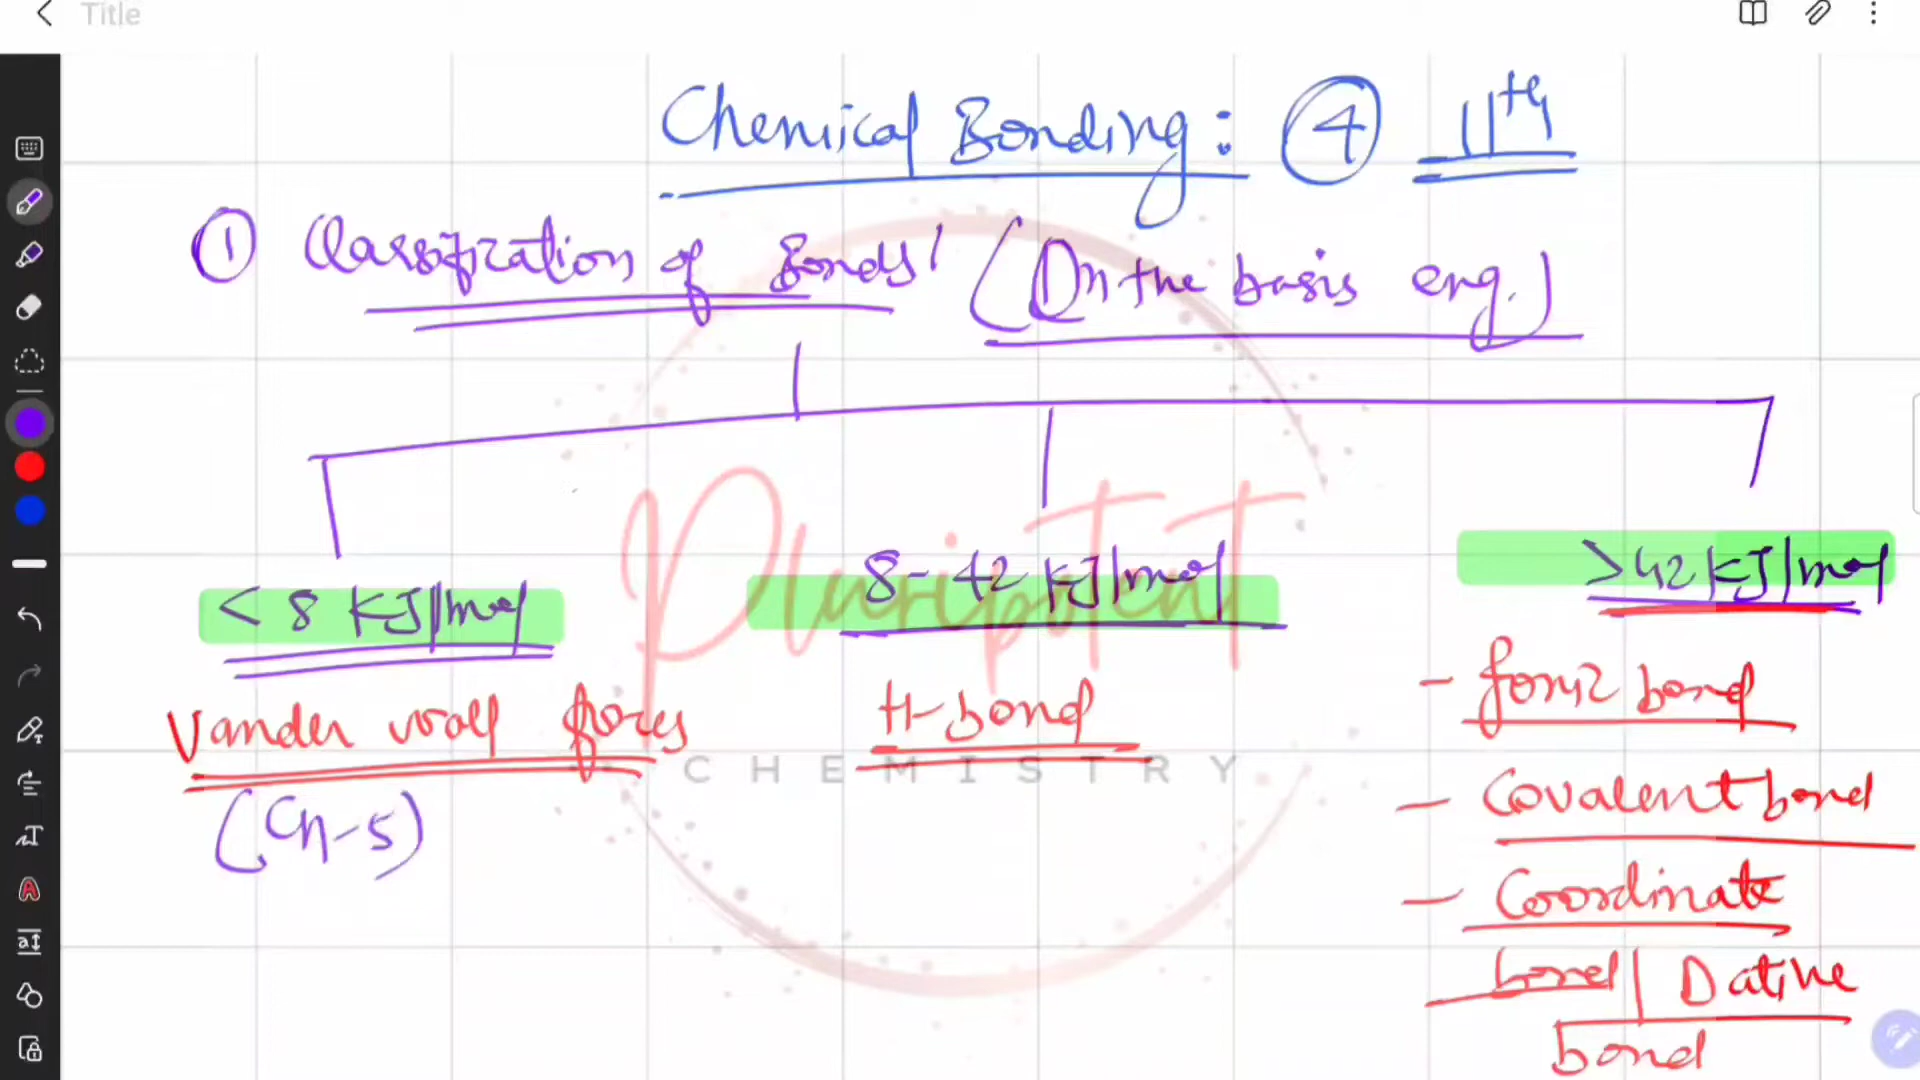 Title
Chemical Bonding: ④ 11th
① Classification of Bonds' (On the basis eng.)
< 8 KJ/mol
8-42 KJ/mol
>42 KJ/mol
Vander waal forces
(Ch-5)
H-bond
- Ionic bond
- Covalent bond
- Coordinate
bond / Dative
bond
PluripoTenT
CHEMISTRY